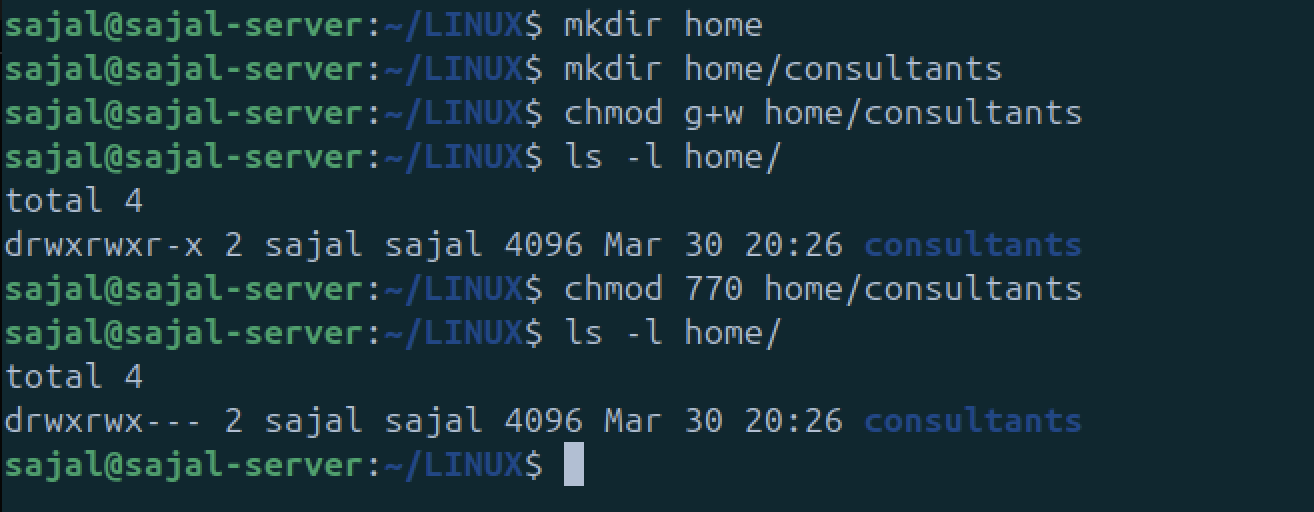 sajal@sajal-server:~/LINUX$ mkdir home
sajal@sajal-server:~/LINUX$ mkdir home/consultants
sajal@sajal-server:~/LINUX$ chmod g+w home/consultants
sajal@sajal-server:~/LINUX$ ls -l home/
total 4
drwxrwxr-x 2 sajal sajal 4096 Mar 30 20:26 consultants
sajal@sajal-server:~/LINUX$ chmod 770 home/consultants
sajal@sajal-server:~/LINUX$ ls -l home/
total 4
drwxrwx--- 2 sajal sajal 4096 Mar 30 20:26 consultants
sajal@sajal-server:~/LINUX$